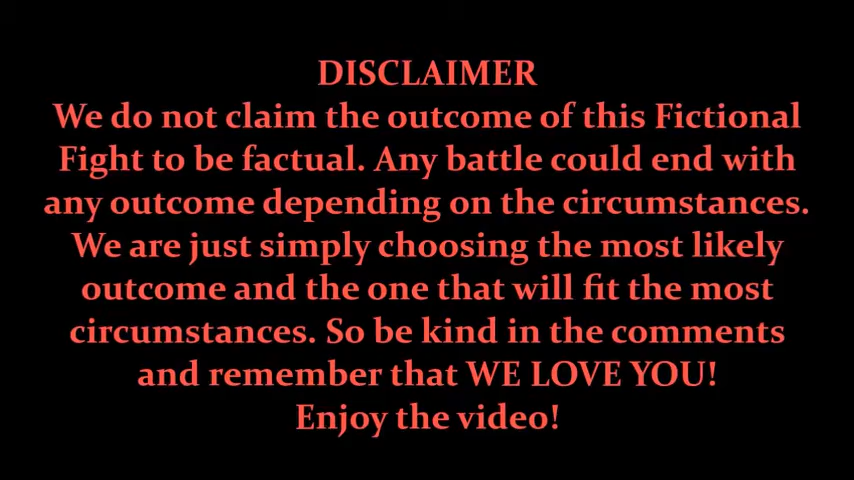 DISCLAIMER
We do not claim the outcome of this Fictional
Fight to be factual. Any battle could end with
any outcome depending on the circumstances.
We are just simply choosing the most likely
outcome and the one that will fit the most
circumstances. So be kind in the comments
and remember that WE LOVE YOU!
Enjoy the video!